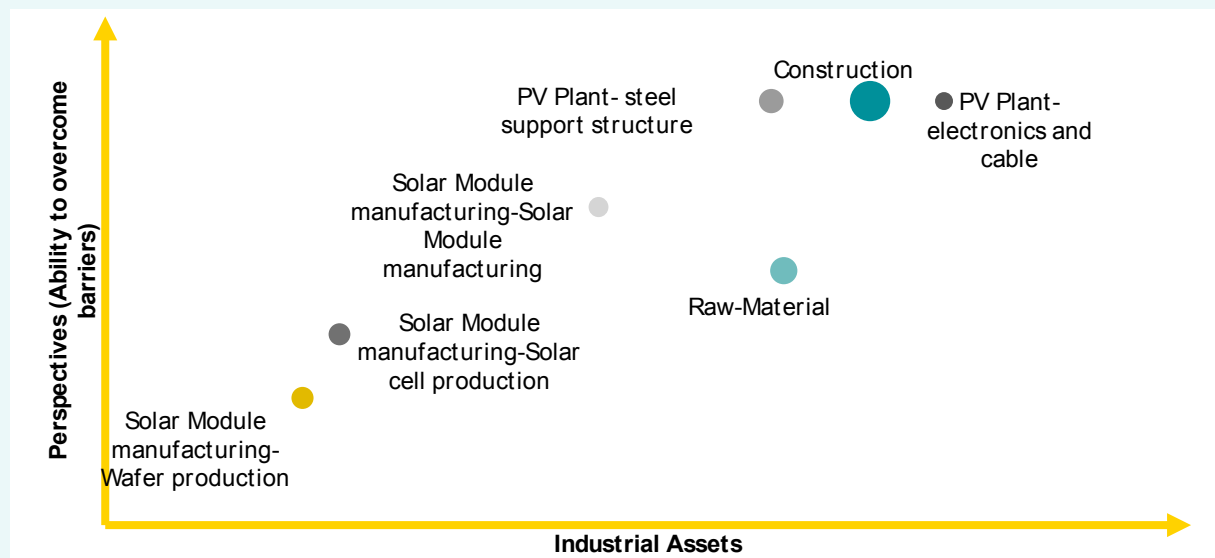 Construction
PV Plant- steel
support structure
PV Plant-
electronics and
cable
Solar Module
manufacturing-Solar
Module
manufacturing
Raw-Material
Solar Module
manufacturing-Solar
cell production
Solar Module
manufacturing-
Wafer production
Perspectives (Ability to overcome
barriers)
Industrial Assets